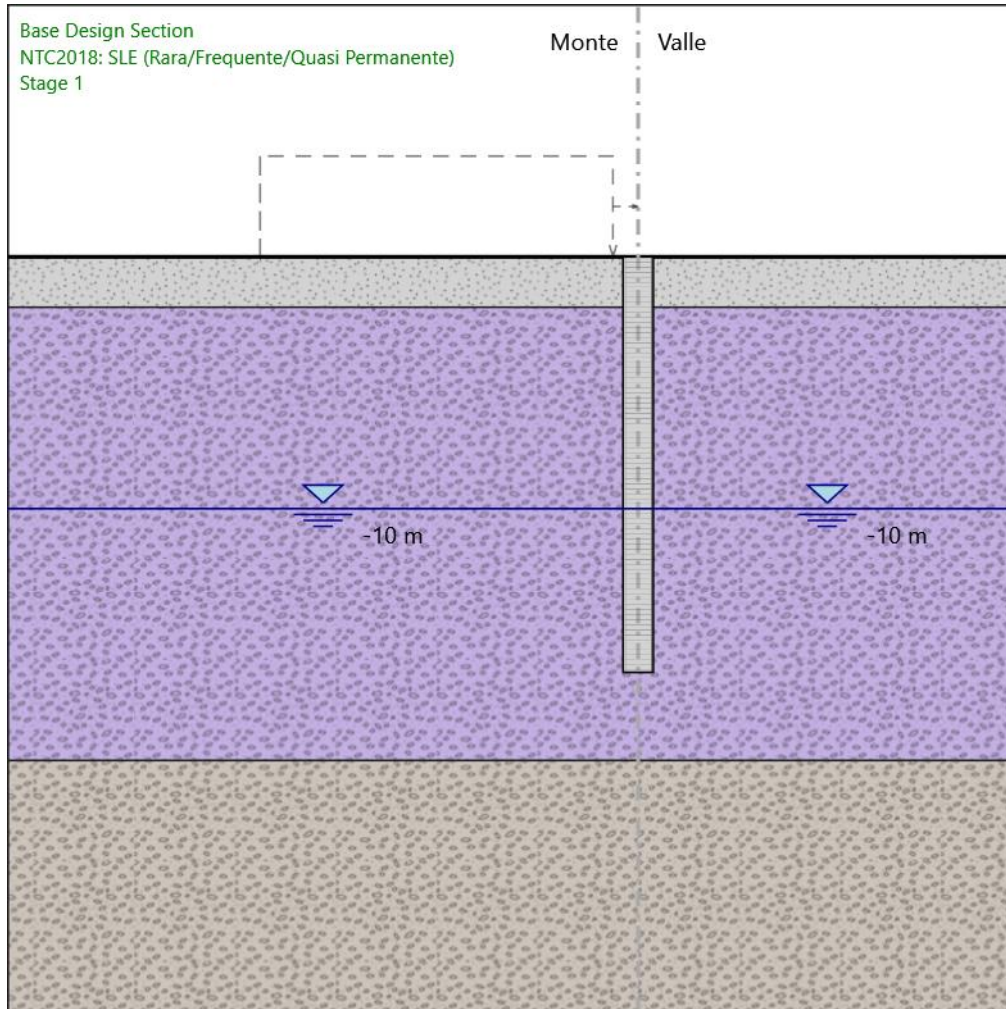 Base Design Section
NTC2018: SLE (Rara/Frequente/Quasi Permanente)
Stage 1
Monte
Valle
-10 m
-10 m